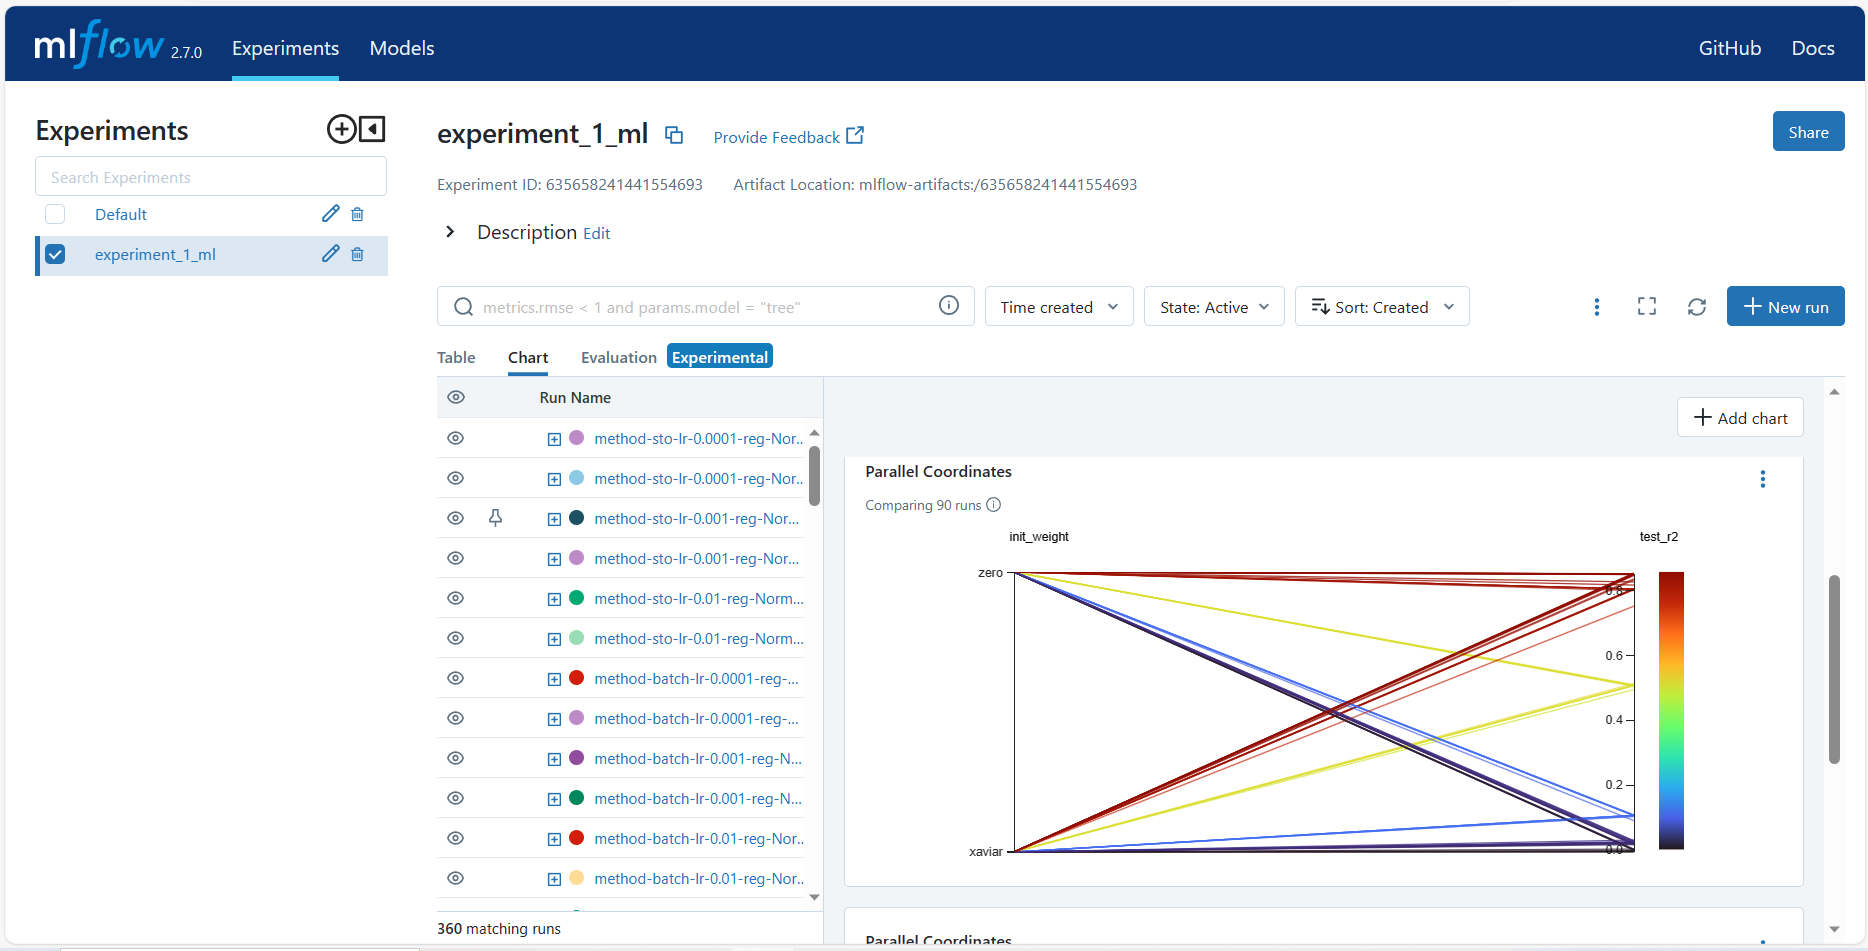 mlflow 2.7.0 Experiments Models GitHub Docs
Experiments
Search Experiments
Default
experiment_1_ml
experiment_1_ml Provide Feedback Share
Experiment ID: 635658241441554693 Artifact Location: mlflow-artifacts:/635658241441554693
Description Edit
metrics.rmse < 1 and params.model = "tree" Time created State: Active Sort: Created New run
Table Chart Evaluation Experimental
Run Name
method-sto-lr-0.0001-reg-Nor..
method-sto-lr-0.0001-reg-Nor..
method-sto-lr-0.001-reg-Nor...
method-sto-lr-0.001-reg-Nor...
method-sto-lr-0.01-reg-Norm...
method-sto-lr-0.01-reg-Norm...
method-batch-lr-0.0001-reg-...
method-batch-lr-0.0001-reg-...
method-batch-lr-0.001-reg-N...
method-batch-lr-0.001-reg-N...
method-batch-lr-0.01-reg-Nor..
method-batch-lr-0.01-reg-Nor..
360 matching runs
Add chart
Parallel Coordinates
Comparing 90 runs
init_weight test_r2
zero
0.8
0.6
0.4
0.2
xaviar 0.0
Parallel Coordinates